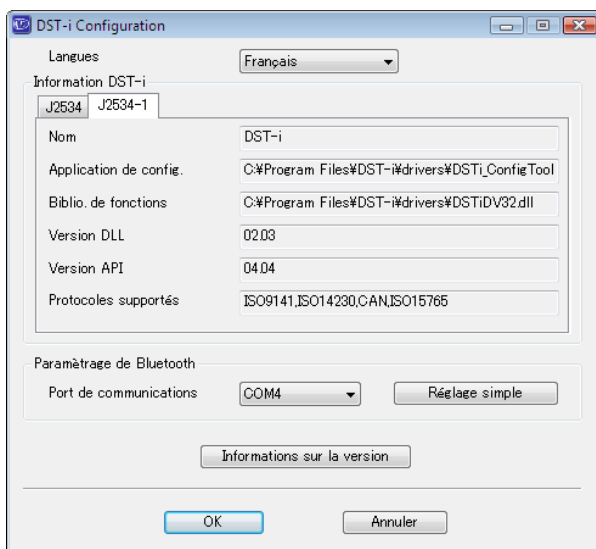 DST-i Configuration
Langues
Français
Information DST-i
J2534
J2534-1
Nom
DST-i
Application de config.
C:¥Program Files¥DST-i¥drivers¥DSTi_ConfigTool
Biblio. de fonctions
C:¥Program Files¥DST-i¥drivers¥DSTiDV32.dll
Version DLL
02.03
Version API
04.04
Protocoles supportés
ISO9141,ISO14230,CAN,ISO15765
Paramètrage de Bluetooth
Port de communications
COM4
Réglage simple
Informations sur la version
OK
Annuler